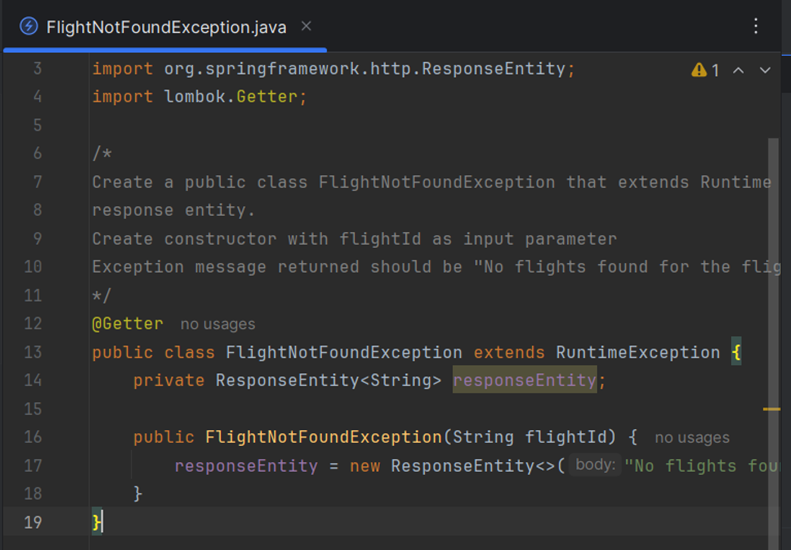 FlightNotFoundException.java
3 import org.springframework.http.ResponseEntity; 1
4 import lombok.Getter;
5
6 /*
7 Create a public class FlightNotFoundException that extends Runtime
8 response entity.
9 Create constructor with flightId as input parameter
10 Exception message returned should be "No flights found for the flig
11 */
12 @Getter no usages
13 public class FlightNotFoundException extends RuntimeException {
14 private ResponseEntity<String> responseEntity;
15
16 public FlightNotFoundException(String flightId) { no usages
17 responseEntity = new ResponseEntity<>( body: "No flights fou
18 }
19 }